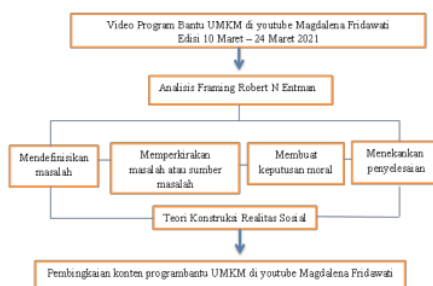 Video Program Bantu UMKM di youtube Magdalena Fridawati
Edisi 10 Maret – 24 Maret 2021
Analisis Framing Robert N Entman
Mendefinisikan
masalah
Memperkirakan
masalah atau sumber
masalah
Membuat
keputusan moral
Menekankan
penyelesaian
Teori Konstruksi Realitas Sosial
Pembingkaian konten programbantu UMKM di youtube Magdalena Fridawati